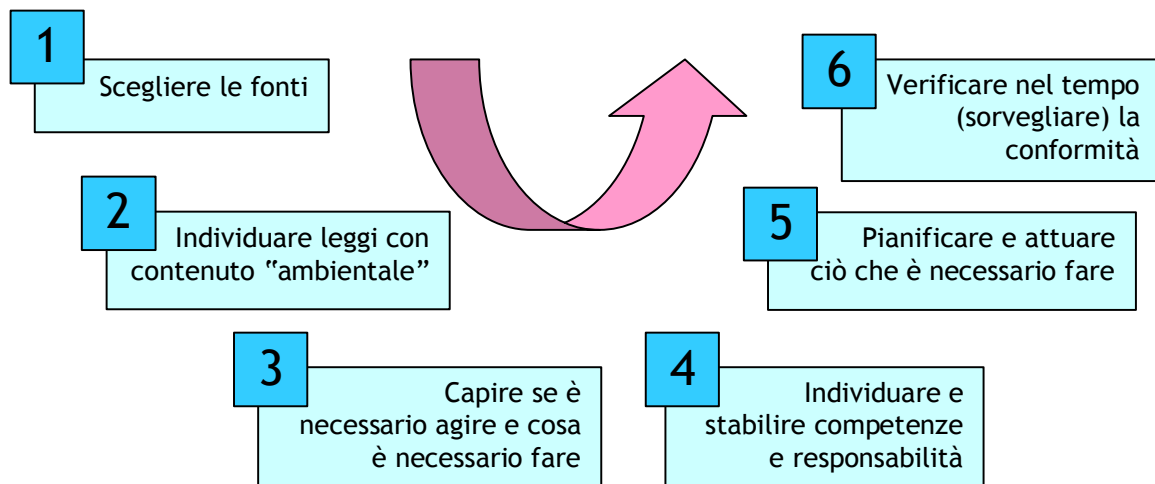 1
Scegliere le fonti
2
Individuare leggi con
contenuto “ambientale”
3
Capire se è
necessario agire e cosa
è necessario fare
4
Individuare e
stabilire competenze
e responsabilità
5
Pianificare e attuare
ciò che è necessario fare
6
Verificare nel tempo
(sorvegliare) la
conformità